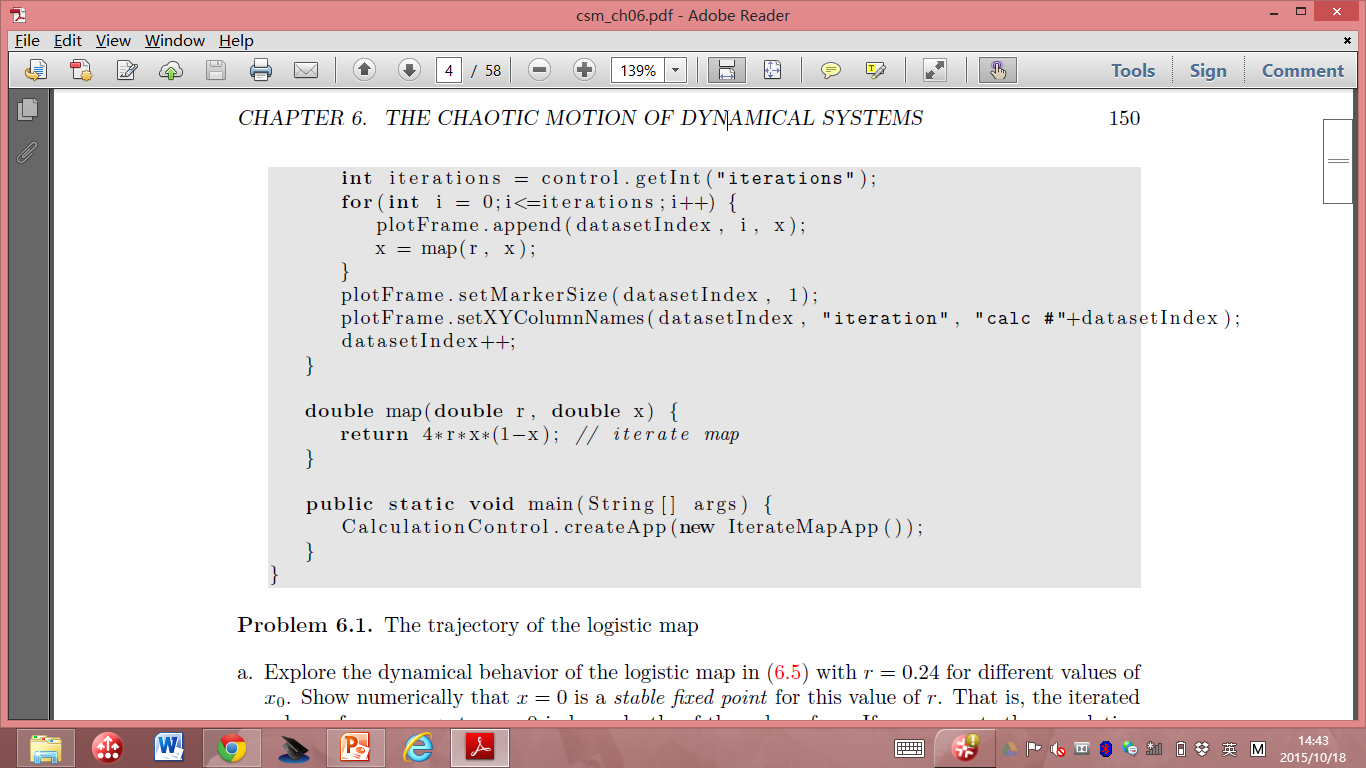 csm_ch06.pdf - Adobe Reader
File Edit View Window Help
4 / 58 139% Tools Sign Comment
CHAPTER 6. THE CHAOTIC MOTION OF DYNAMICAL SYSTEMS 150
int iterations = control.getInt("iterations");
for(int i = 0;i<=iterations;i++) {
plotFrame.append(datasetIndex, i, x);
x = map(r, x);
}
plotFrame.setMarkerSize(datasetIndex, 1);
plotFrame.setXYColumnNames(datasetIndex, "iteration", "calc #"+datasetIndex);
datasetIndex++;
}
double map(double r, double x) {
return 4*r*x*(1−x); // iterate map
}
public static void main(String[] args) {
CalculationControl.createApp(new IterateMapApp());
}
}
Problem 6.1. The trajectory of the logistic map
a. Explore the dynamical behavior of the logistic map in (6.5) with r = 0.24 for different values of
x0. Show numerically that x = 0 is a stable fixed point for this value of r. That is, the iterated
英 M 14:43
2015/10/18